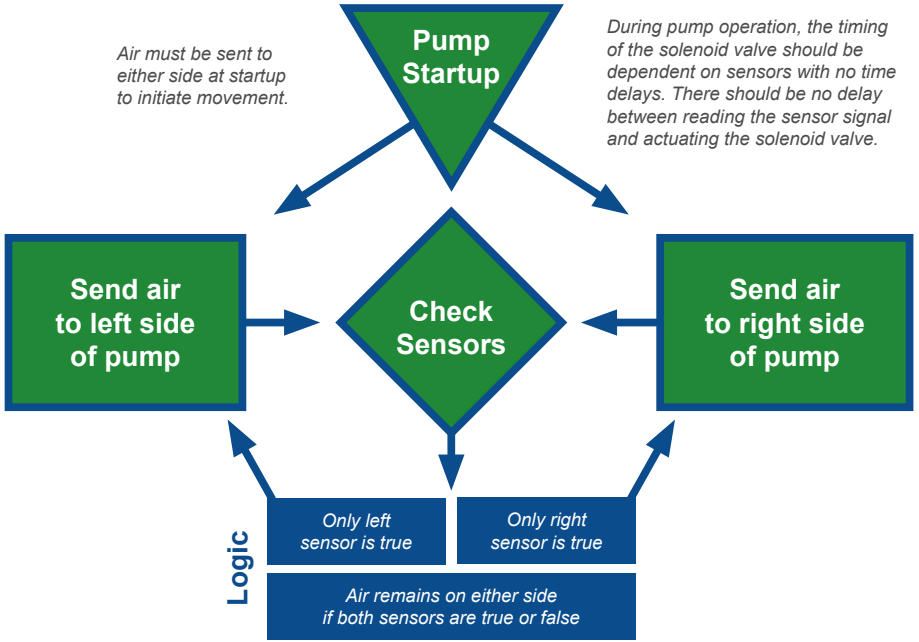 Air must be sent to
either side at startup
to initiate movement.
Pump
Startup
During pump operation, the timing
of the solenoid valve should be
dependent on sensors with no time
delays. There should be no delay
between reading the sensor signal
and actuating the solenoid valve.
Send air
to left side
of pump
Check
Sensors
Send air
to right side
of pump
Logic
Only left
sensor is true
Only right
sensor is true
Air remains on either side
if both sensors are true or false